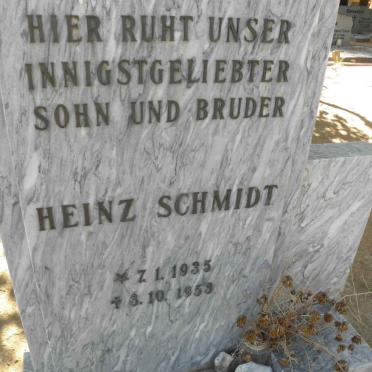 HIER RUHT UNSER
INNIGSTGELIEBTER
SOHN UND BRUDER
HEINZ SCHMIDT
* 7.1.1935
† 3.10.1953